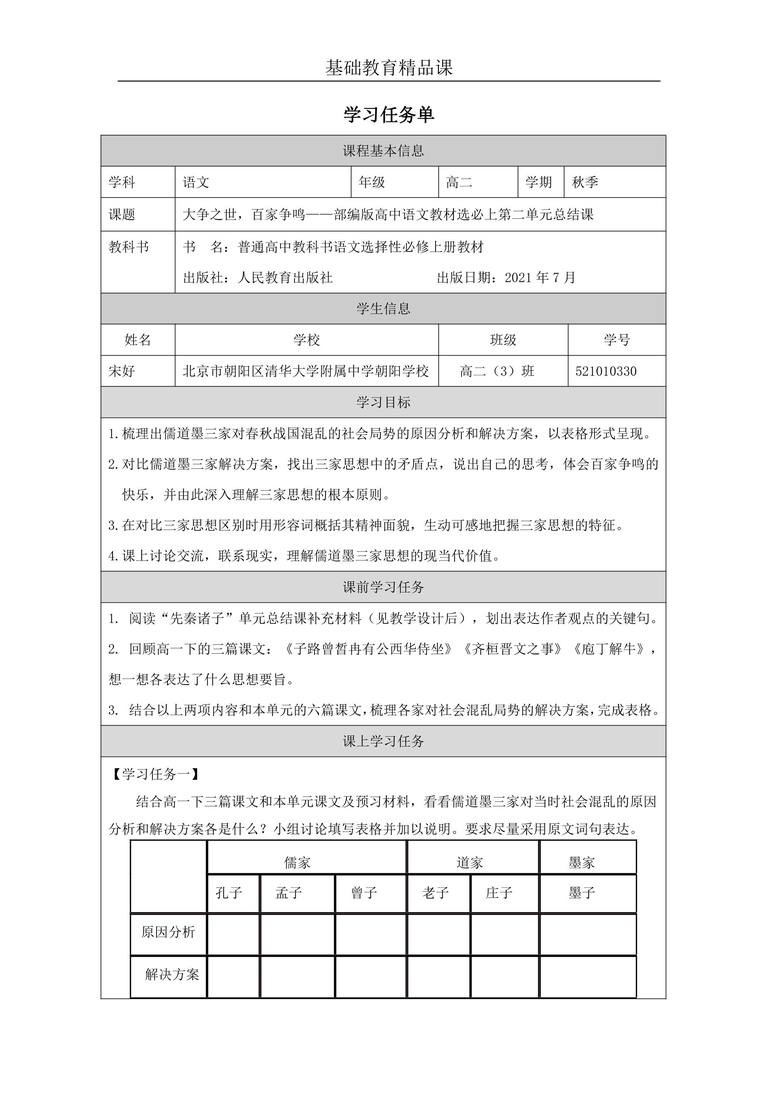 基础教育精品课
学习任务单
课程基本信息
学科 语文 年级 高二 学期 秋季
课题 大争之世，百家争鸣——部编版高中语文教材选必上第二单元总结课
教科书 书 名：普通高中教科书语文选择性必修上册教材
出版社：人民教育出版社 出版日期：2021 年 7 月
学生信息
姓名 学校 班级 学号
宋好 北京市朝阳区清华大学附属中学朝阳学校 高二（3）班 521010330
学习目标
1.梳理出儒道墨三家对春秋战国混乱的社会局势的原因分析和解决方案，以表格形式呈现。
2.对比儒道墨三家解决方案，找出三家思想中的矛盾点，说出自己的思考，体会百家争鸣的
快乐，并由此深入理解三家思想的根本原则。
3.在对比三家思想区别时用形容词概括其精神面貌，生动可感地把握三家思想的特征。
4.课上讨论交流，联系现实，理解儒道墨三家思想的现当代价值。
课前学习任务
1. 阅读“先秦诸子”单元总结课补充材料（见教学设计后），划出表达作者观点的关键句。
2. 回顾高一下的三篇课文：《子路曾皙冉有公西华侍坐》《齐桓晋文之事》《庖丁解牛》，
想一想各表达了什么思想要旨。
3. 结合以上两项内容和本单元的六篇课文,梳理各家对社会混乱局势的解决方案,完成表格。
课上学习任务
【学习任务一】
结合高一下三篇课文和本单元课文及预习材料，看看儒道墨三家对当时社会混乱的原因
分析和解决方案各是什么？小组讨论填写表格并加以说明。要求尽量采用原文词句表达。
儒家 道家 墨家
孔子 孟子 曾子 老子 庄子 墨子
原因分析
解决方案